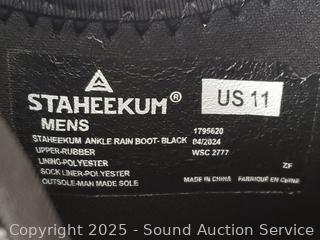 STAHEEKUM®
US 11
MENS
1795620
STAHEEKUM ANKLE RAIN BOOT- BLACK 04/2024
UPPER-RUBBER WSC 2777
LINING-POLYESTER
SOCK LINER-POLYESTER ZF
OUTSOLE-MAN MADE SOLE MADE IN CHINA FABRIQUÉ EN CHINE
Copyright 2025 - Sound Auction Service